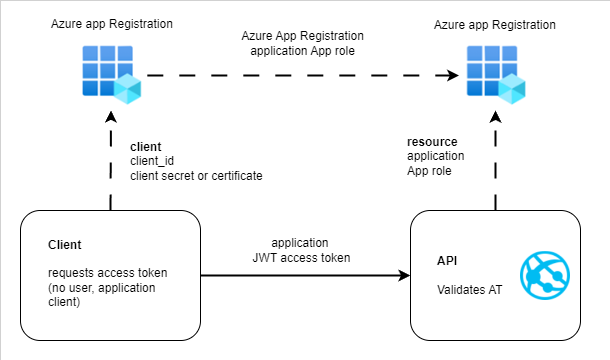 Azure app Registration
Azure App Registration
application App role
Azure app Registration
client
client_id
client secret or certificate
resource
application
App role
Client
requests access token
(no user, application
client)
application
JWT access token
API
Validates AT